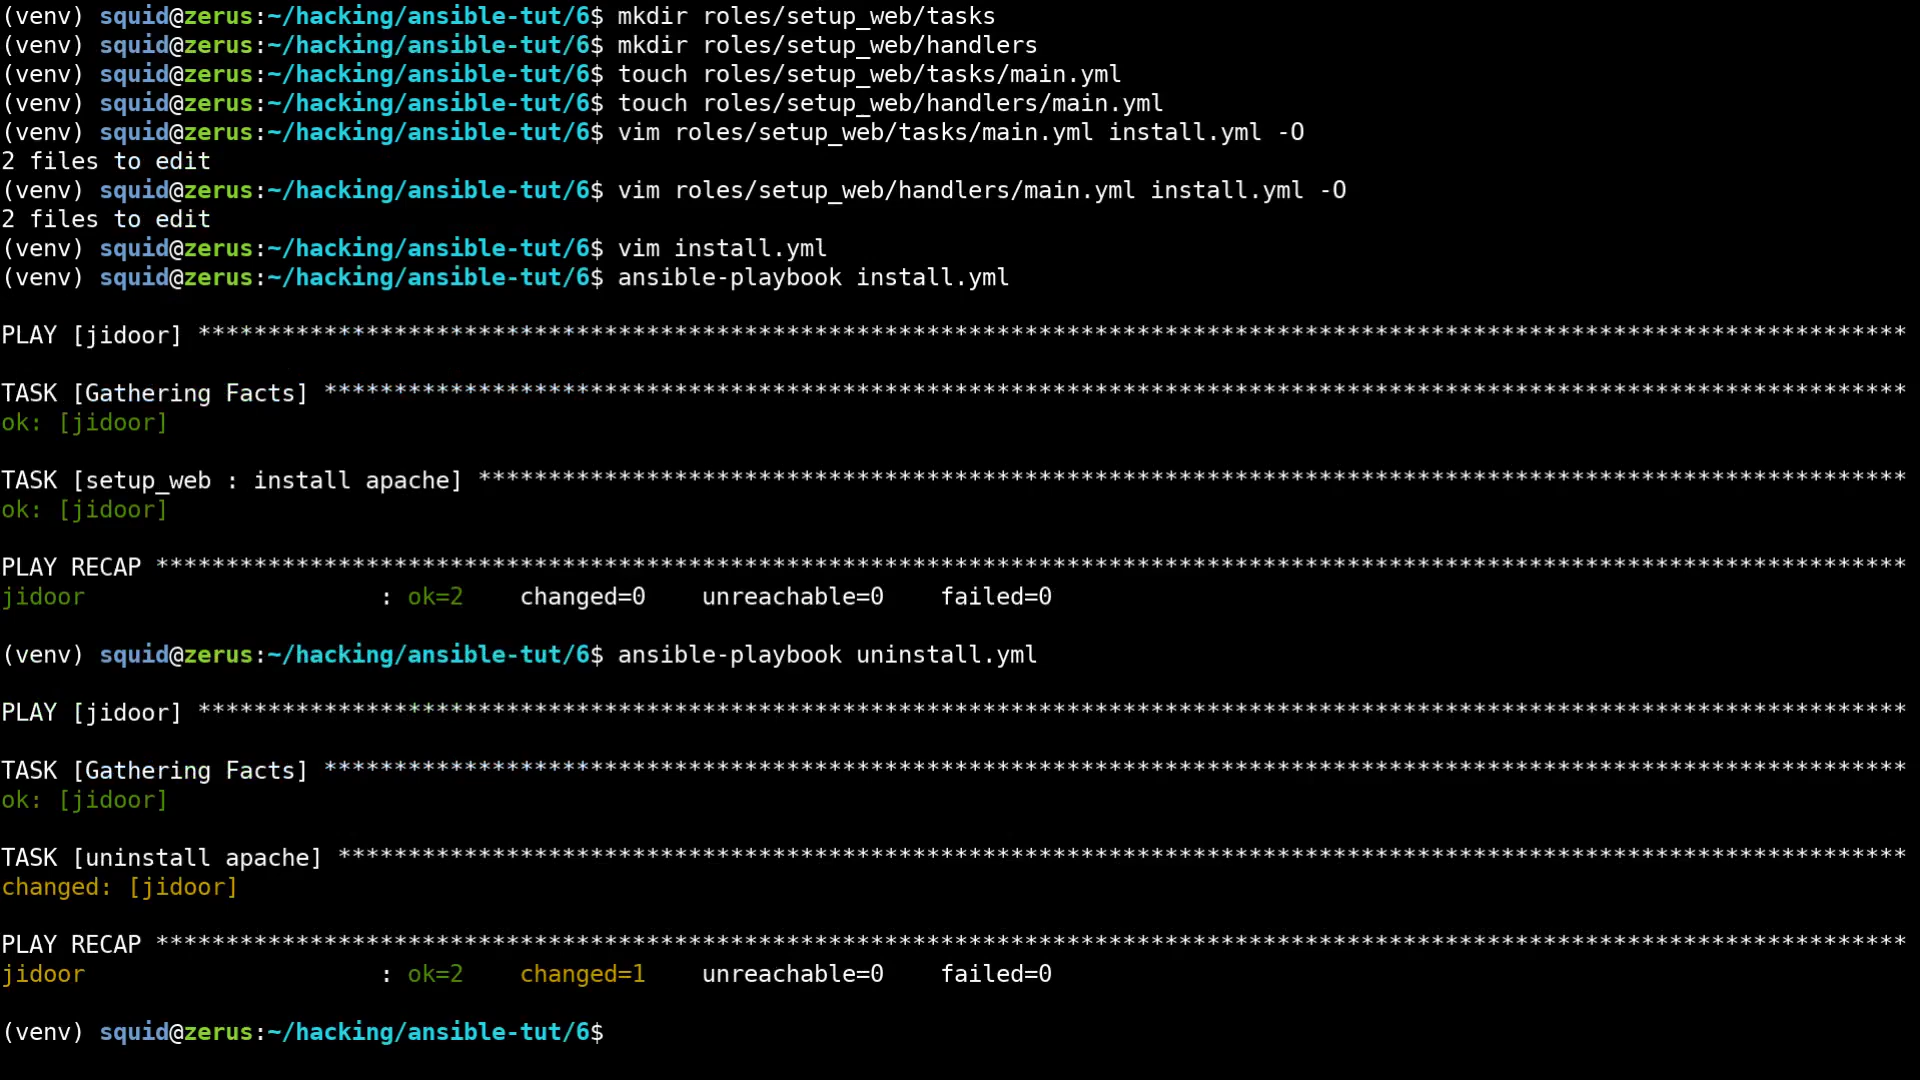 (venv) squid@zerus:~/hacking/ansible-tut/6$ mkdir roles/setup_web/tasks
(venv) squid@zerus:~/hacking/ansible-tut/6$ mkdir roles/setup_web/handlers
(venv) squid@zerus:~/hacking/ansible-tut/6$ touch roles/setup_web/tasks/main.yml
(venv) squid@zerus:~/hacking/ansible-tut/6$ touch roles/setup_web/handlers/main.yml
(venv) squid@zerus:~/hacking/ansible-tut/6$ vim roles/setup_web/tasks/main.yml install.yml -O
2 files to edit
(venv) squid@zerus:~/hacking/ansible-tut/6$ vim roles/setup_web/handlers/main.yml install.yml -O
2 files to edit
(venv) squid@zerus:~/hacking/ansible-tut/6$ vim install.yml
(venv) squid@zerus:~/hacking/ansible-tut/6$ ansible-playbook install.yml
PLAY [jidoor] **************************************************************************************************************************
TASK [Gathering Facts] *****************************************************************************************************************
ok: [jidoor]
TASK [setup_web : install apache] ******************************************************************************************************
ok: [jidoor]
PLAY RECAP *****************************************************************************************************************************
jidoor                     : ok=2    changed=0    unreachable=0    failed=0
(venv) squid@zerus:~/hacking/ansible-tut/6$ ansible-playbook uninstall.yml
PLAY [jidoor] **************************************************************************************************************************
TASK [Gathering Facts] *****************************************************************************************************************
ok: [jidoor]
TASK [uninstall apache] ****************************************************************************************************************
changed: [jidoor]
PLAY RECAP *****************************************************************************************************************************
jidoor                     : ok=2    changed=1    unreachable=0    failed=0
(venv) squid@zerus:~/hacking/ansible-tut/6$